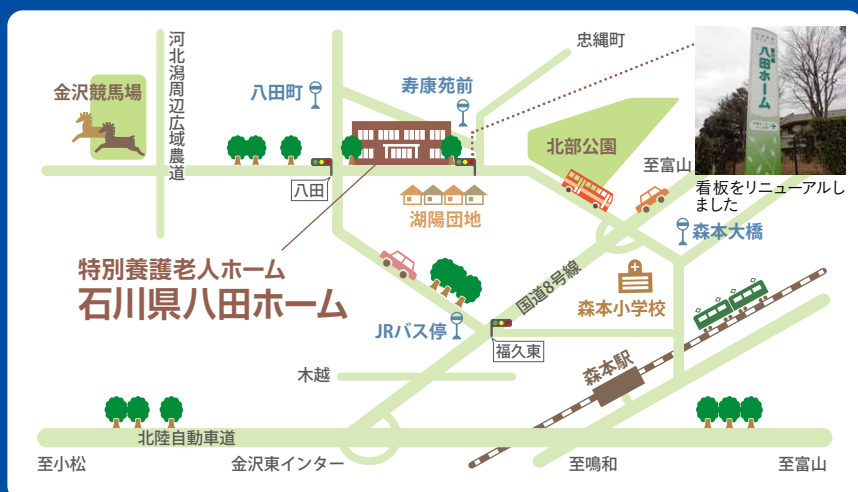 忠縄町
河北潟周辺広域農道
金沢競馬場
八田町
寿康苑前
八田ホーム
北部公園
至富山
看板をリニューアルし
ました
八田
湖陽団地
森本大橋
特別養護老人ホーム
石川県八田ホーム
国道8号線
森本小学校
JRバス停
福久東
森本駅
木越
北陸自動車道
至小松
金沢東インター
至鳴和
至富山